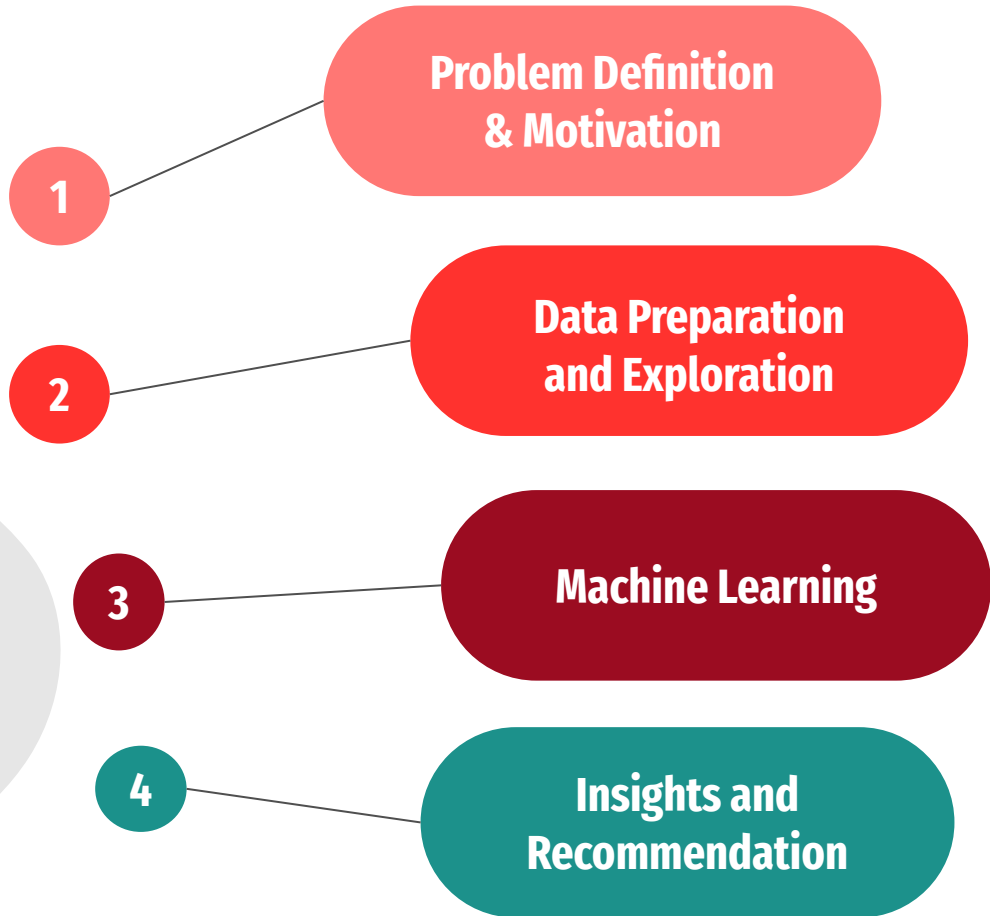 1
Problem Definition
& Motivation
2
Data Preparation
and Exploration
3
Machine Learning
4
Insights and
Recommendation